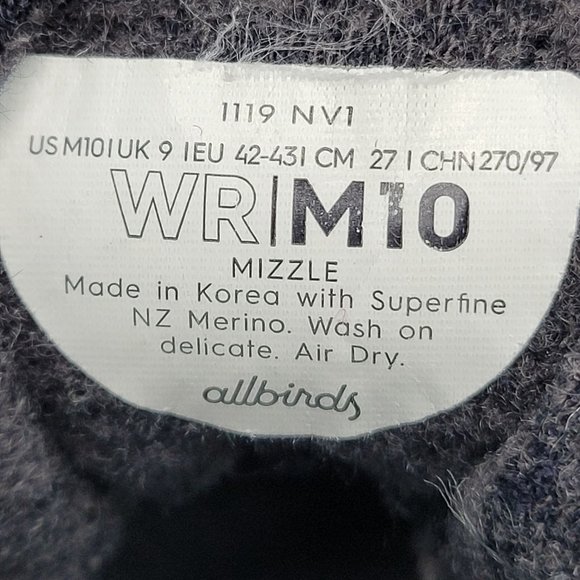 1119 NV1
US M10 | UK 9 | EU 42-43 | CM 27 | CHN 270/97
WR|M10
MIZZLE
Made in Korea with Superfine
NZ Merino. Wash on
delicate. Air Dry.
allbirds